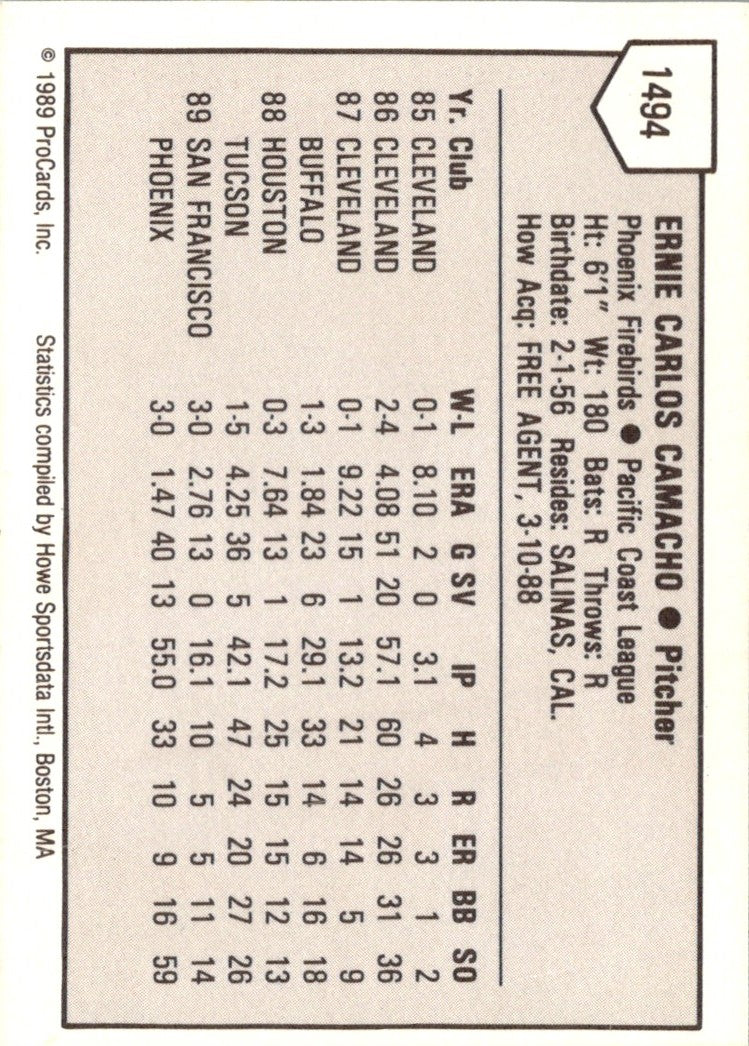 1494
ERNIE CARLOS CAMACHO ● Pitcher
Phoenix Firebirds ● Pacific Coast League
Ht: 6'1" Wt: 180 Bats: R Throws: R
Birthdate: 2-1-56 Resides: SALINAS, CAL.
How Acq: FREE AGENT, 3-10-88
Yr. Club W-L ERA G SV IP H R ER BB SO
85 CLEVELAND 0-1 8.10 2 0 3.1 4 3 3 1 2
86 CLEVELAND 2-4 4.08 51 20 57.1 60 26 26 31 36
87 CLEVELAND 0-1 9.22 15 1 13.2 21 14 14 5 9
BUFFALO 1-3 1.84 23 6 29.1 33 14 6 16 18
88 HOUSTON 0-3 7.64 13 1 17.2 25 15 15 12 13
TUCSON 1-5 4.25 36 5 42.1 47 24 20 27 26
89 SAN FRANCISCO 3-0 2.76 13 0 16.1 10 5 5 11 14
PHOENIX 3-0 1.47 40 13 55.0 33 10 9 16 59
© 1989 ProCards, Inc. Statistics compiled by Howe Sportsdata Intl., Boston, MA